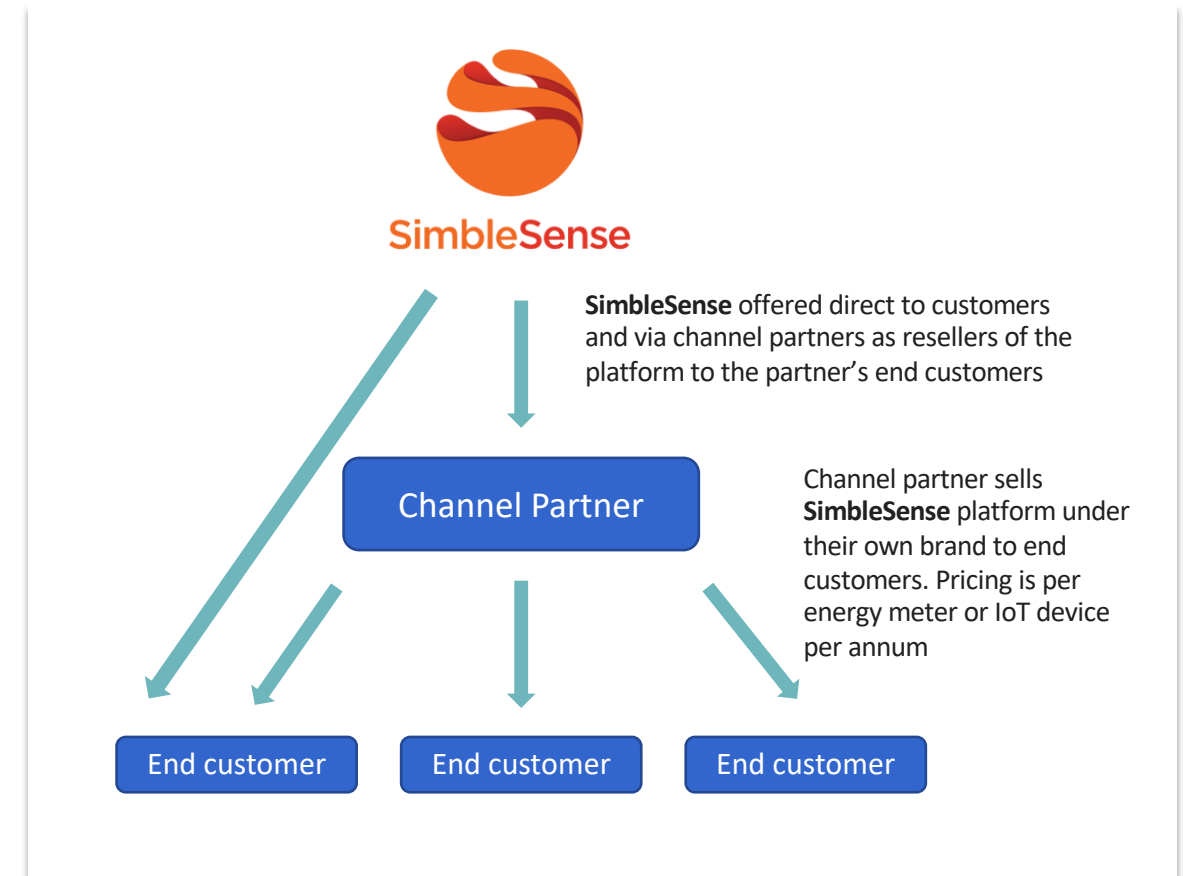 SimbleSense
SimbleSense offered direct to customers
and via channel partners as resellers of the
platform to the partner’s end customers
Channel Partner
Channel partner sells
SimbleSense platform under
their own brand to end
customers. Pricing is per
energy meter or IoT device
per annum
End customer
End customer
End customer